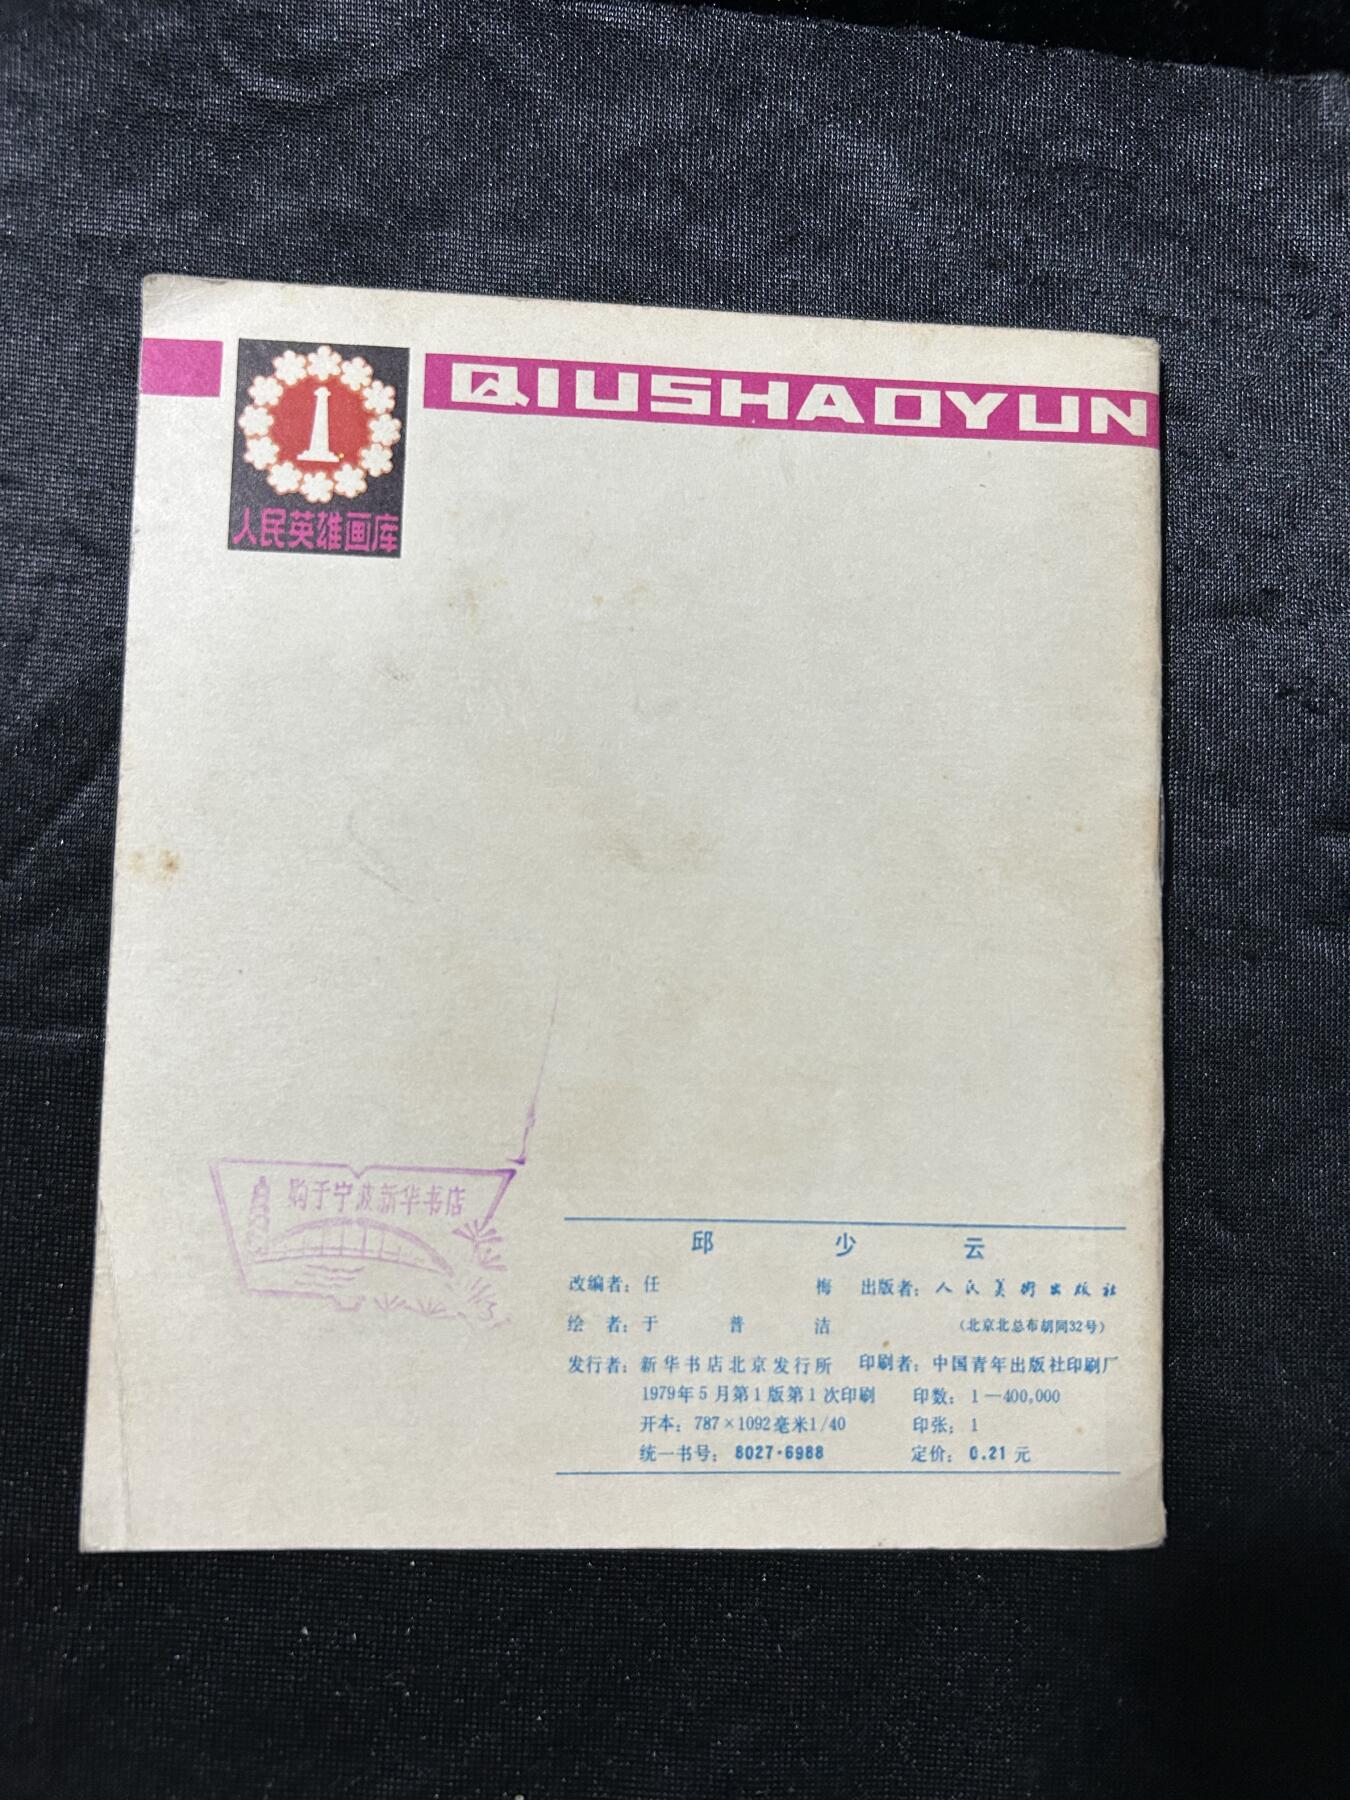 QIUSHAOYUN
人民英雄画库
购于宁波新华书店
邱少云
改编者：任梅 出版者：人民美術出版社
绘者：于普洁 （北京北总布胡同32号）
发行者：新华书店北京发行所 印刷者：中国青年出版社印刷厂
1979年5月第1版第1次印刷 印数：1—400,000
开本：787×1092毫米1/40 印张：1
统一书号：8027·6988 定价：0.21元